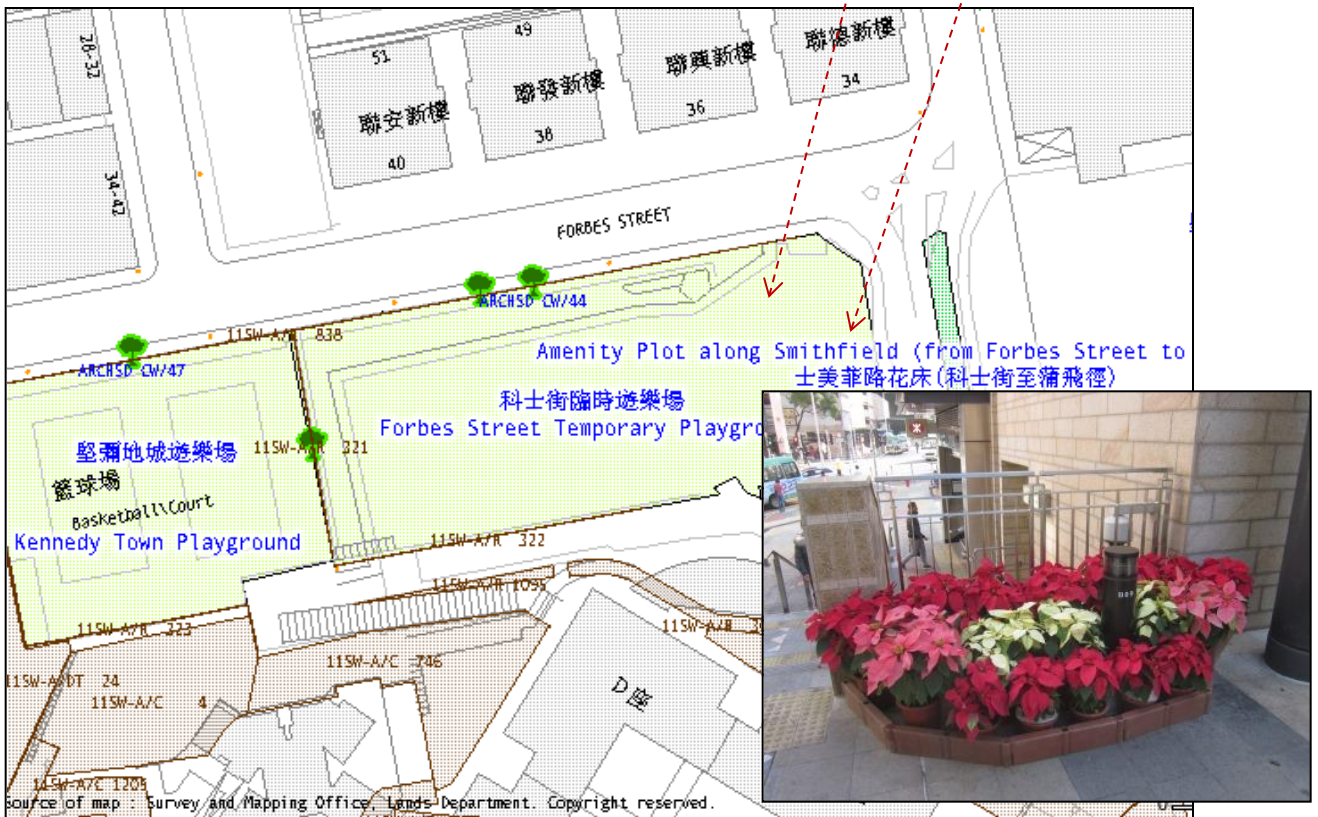 28-32
51
49
聯安新樓
聯發新樓
聯興新樓
聯德新樓
40
38
36
34
34-42
FORBES STREET
ARCHSD CW/44
11SW-A/R 838
ARCHSD CW/47
Amenity Plot along Smithfield (from Forbes Street to
士美菲路花床(科士街至蒲飛徑)
科士街臨時遊樂場
Forbes Street Temporary Playgro
堅彌地城遊樂場
11SW-A/R 321
籃球場
Basketball\Court
Kennedy Town Playground
11SW-A/R 322
11SW-A/R 1095
11SW-A/R 323
11SW-A/R
11SW-A/C 746
11SW-A/DT 24
11SW-A/C 4
D座
11SW-A/C 1205
Source of map : Survey and Mapping Office, Lands Department. Copyright reserved.